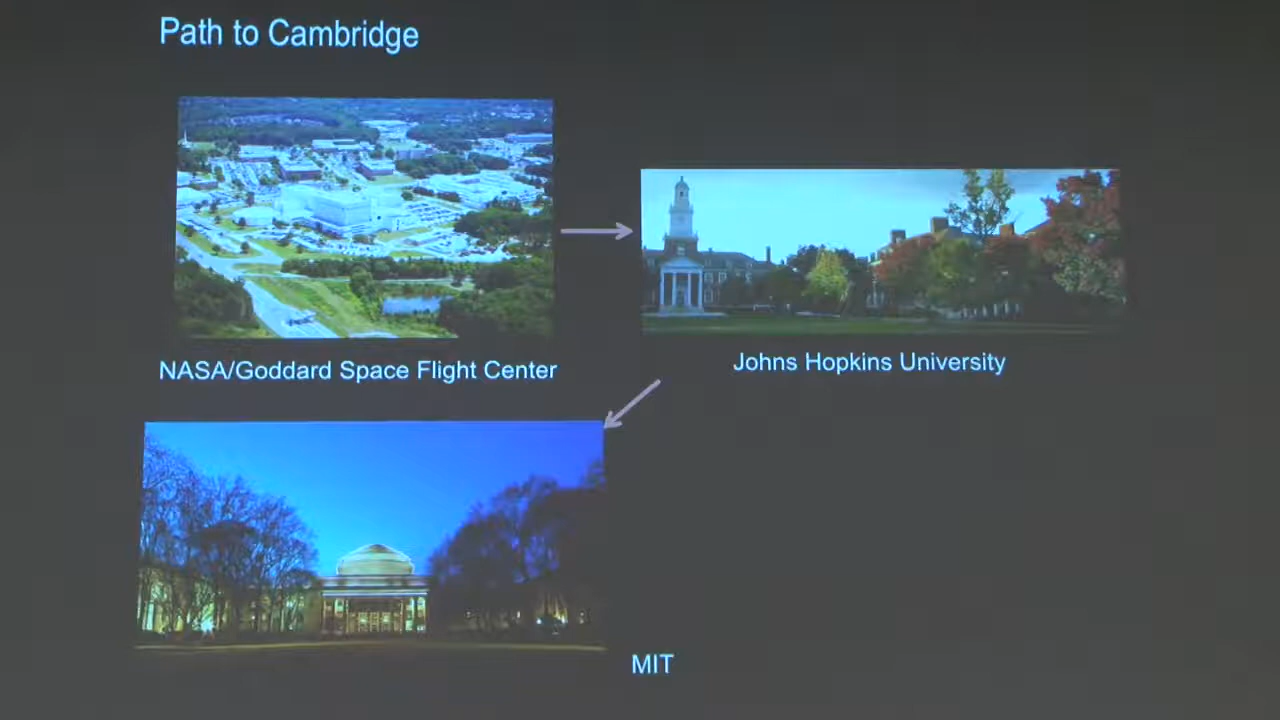 Path to Cambridge
NASA/Goddard Space Flight Center
Johns Hopkins University
MIT